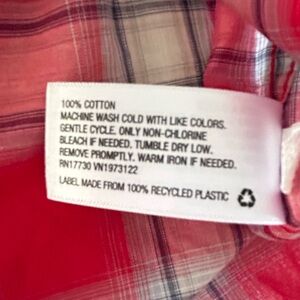 100% COTTON
MACHINE WASH COLD WITH LIKE COLORS.
GENTLE CYCLE. ONLY NON-CHLORINE
BLEACH IF NEEDED. TUMBLE DRY LOW.
REMOVE PROMPTLY. WARM IRON IF NEEDED.
RN17730 VN1973122
LABEL MADE FROM 100% RECYCLED PLASTIC